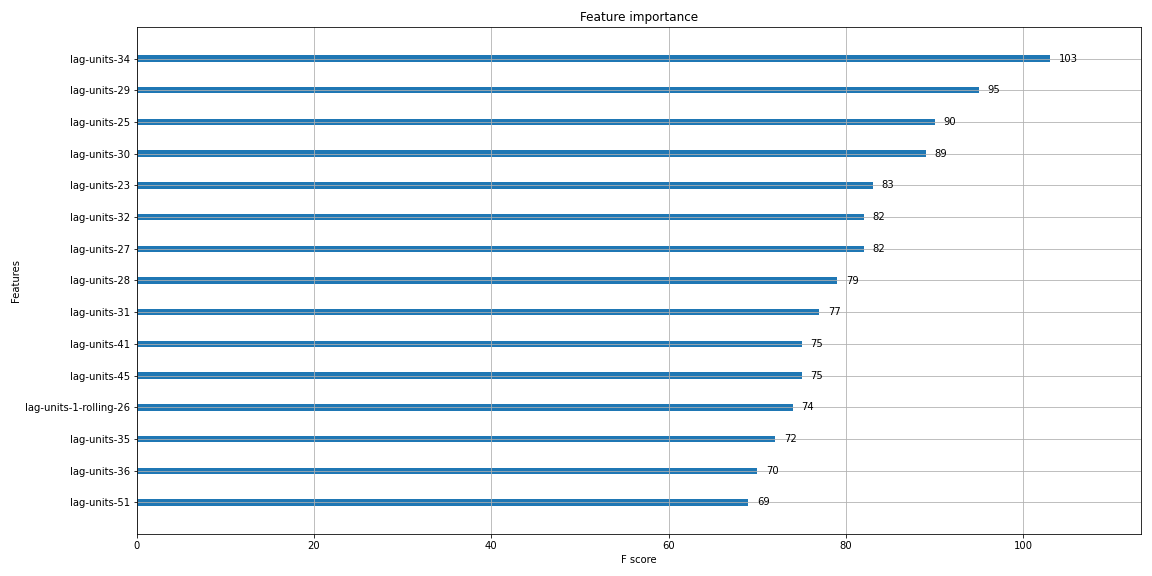 Feature importance
Features
lag-units-34 103
lag-units-29 95
lag-units-25 90
lag-units-30 89
lag-units-23 83
lag-units-32 82
lag-units-27 82
lag-units-28 79
lag-units-31 77
lag-units-41 75
lag-units-45 75
lag-units-1-rolling-26 74
lag-units-35 72
lag-units-36 70
lag-units-51 69
0 20 40 60 80 100
F score